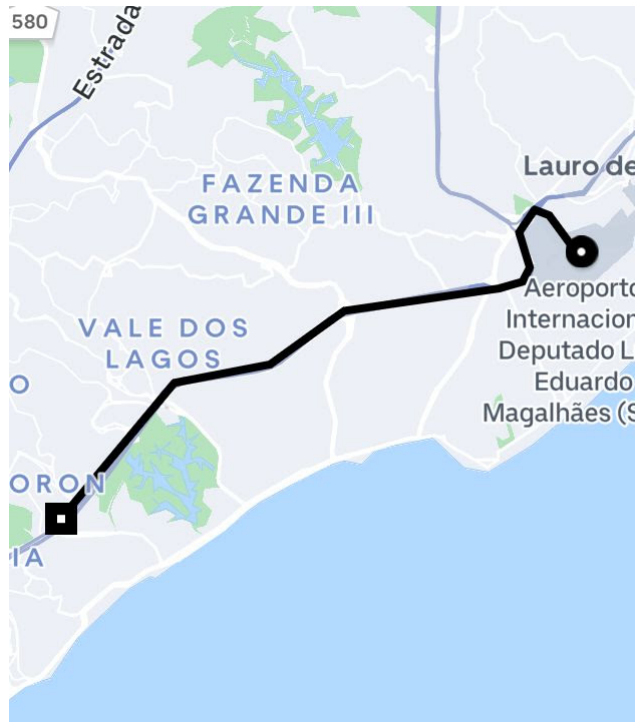 580
Estrada
Lauro de
FAZENDA
GRANDE III
Aeroporto
Internacion
Deputado L
Eduardo
Magalhães (S
VALE DOS
LAGOS
O
ORON
IA